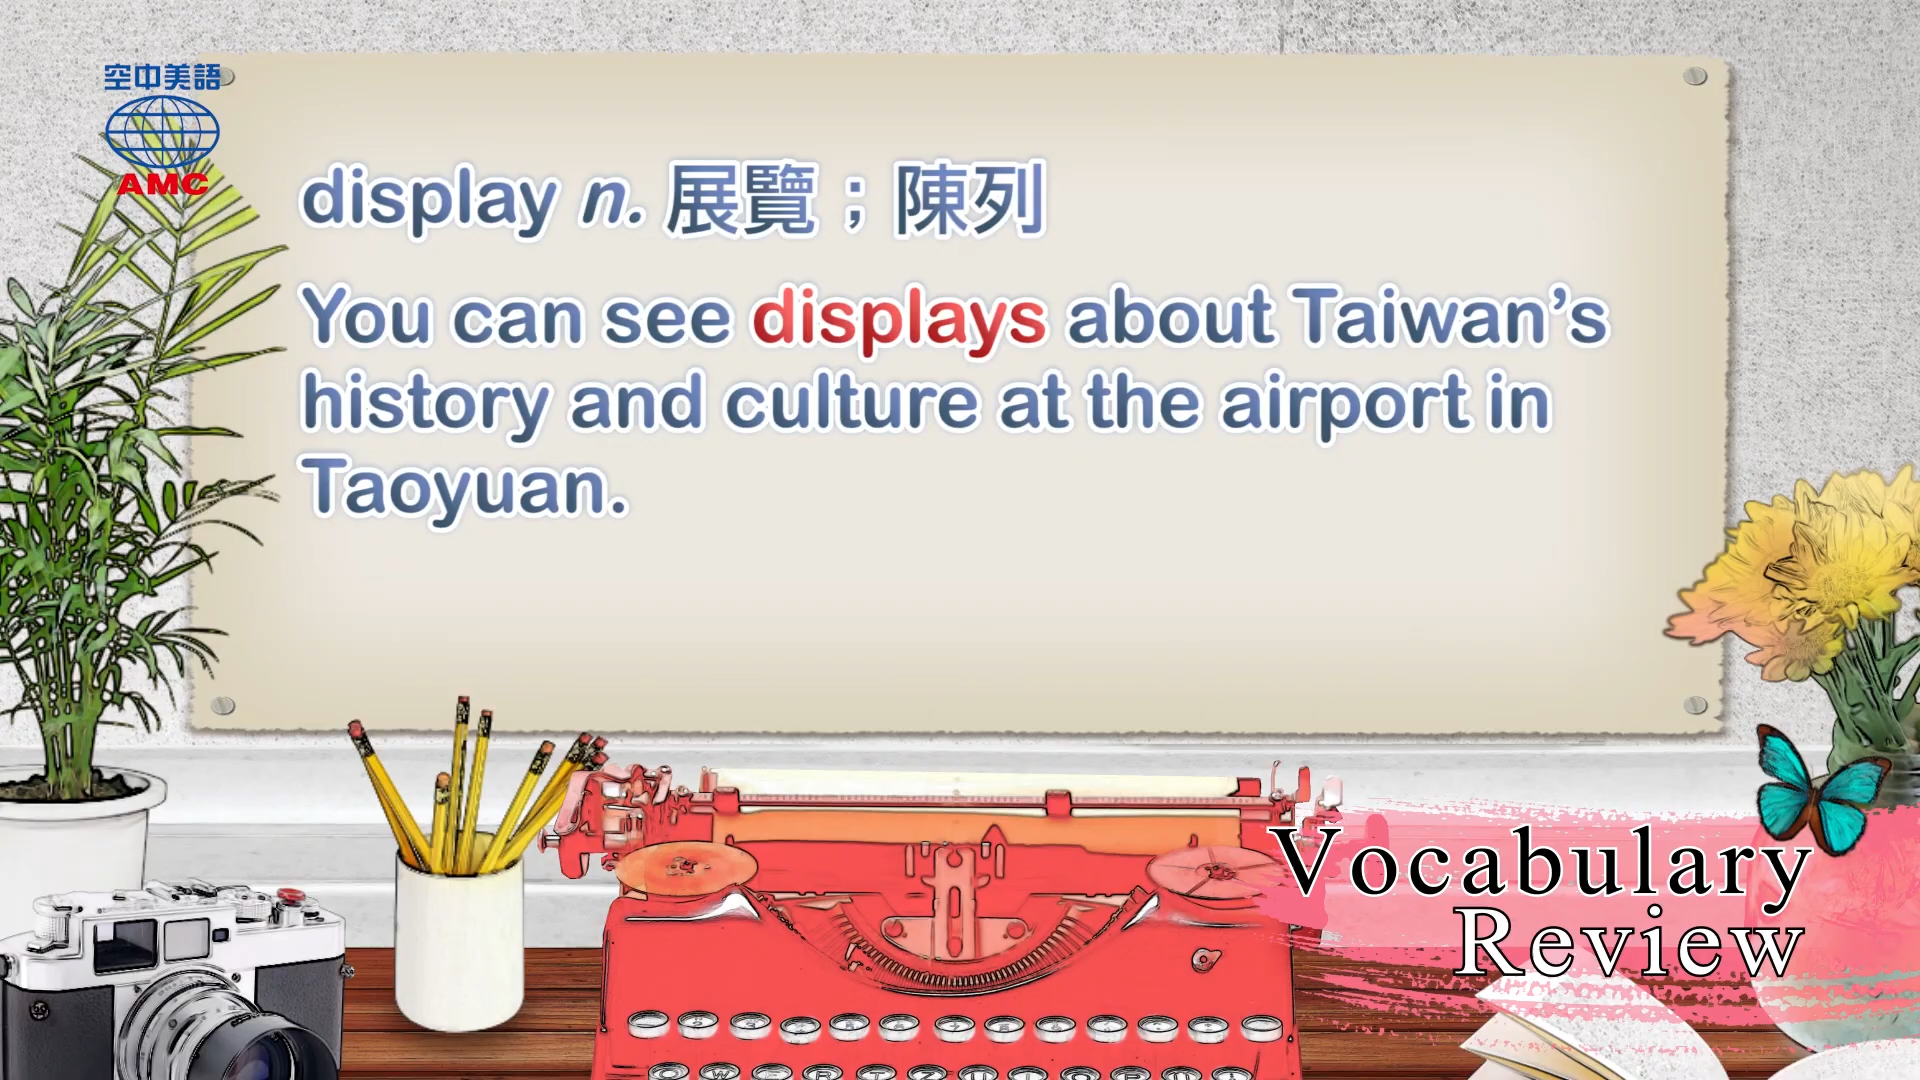 空中美語
AMC
display n. 展覽；陳列
You can see displays about Taiwan’s
history and culture at the airport in
Taoyuan.
Vocabulary
Review